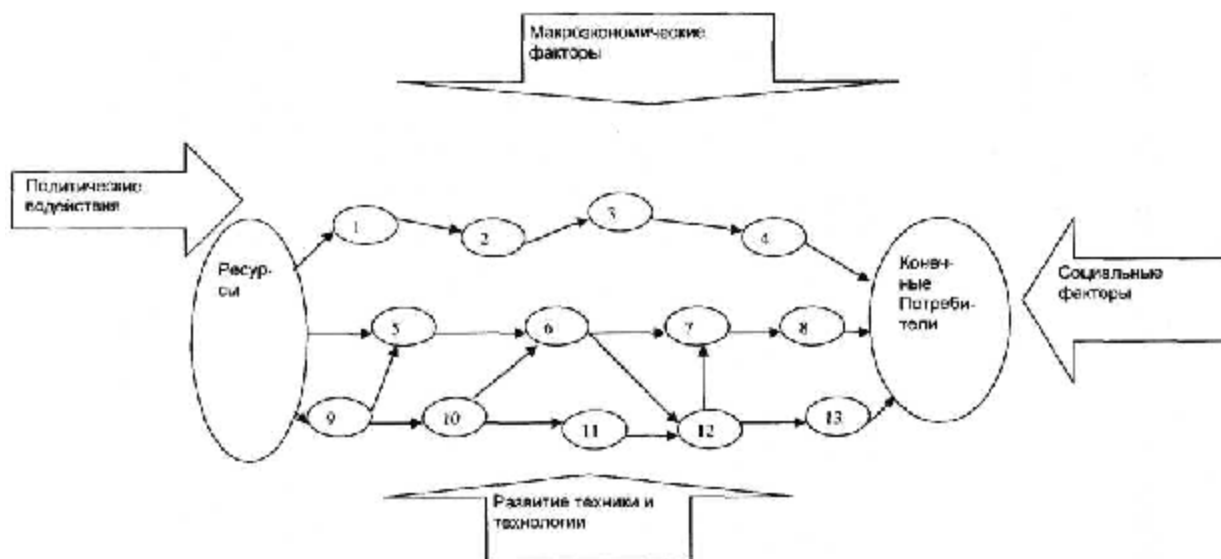 Макроэкономические
факторы
Политические
водействия
1
2
3
4
Ресур-
сы
Конеч-
ные
Потреби-
тели
Социальные
факторы
5
6
7
8
9
10
11
12
13
Развитие техники и
технологии